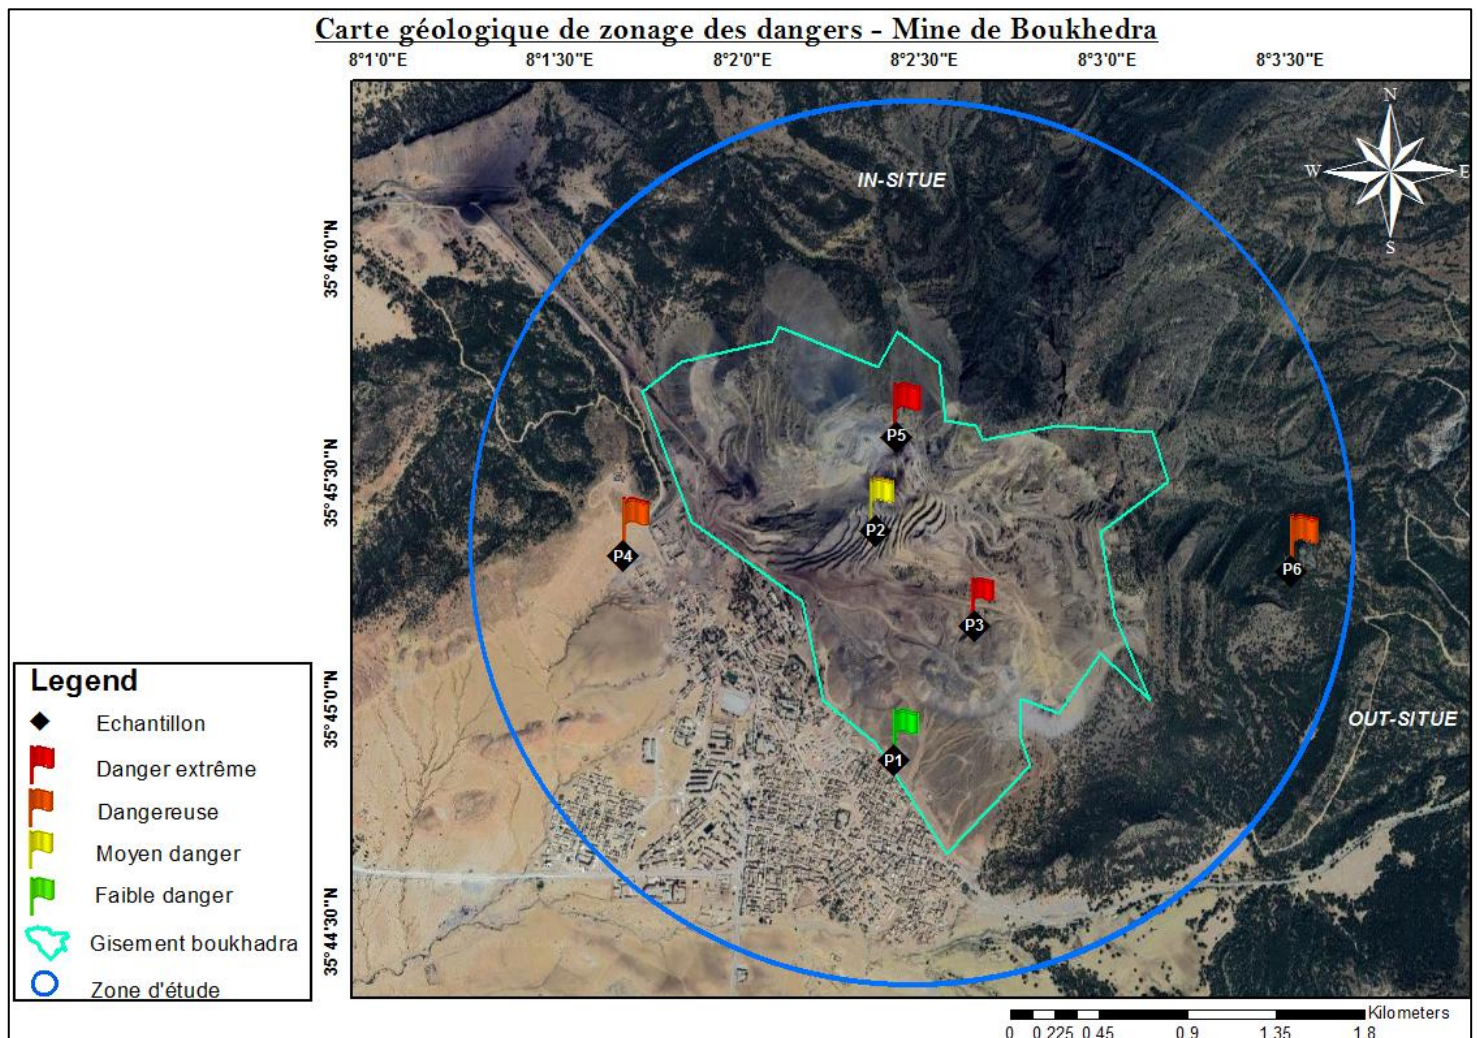 Carte géologique de zonage des dangers - Mine de Boukhedra
8°1'0"E 8°1'30"E 8°2'0"E 8°2'30"E 8°3'0"E 8°3'30"E
N
W E
S
IN-SITUE
35°46'0"N
35°45'30"N
35°45'0"N
35°44'30"N
P5
P2
P4
P6
P3
P1
OUT-SITUE
Legend
Echantillon
Danger extrême
Dangereuse
Moyen danger
Faible danger
Gisement boukhadra
Zone d'étude
Kilometers
0 0.225 0.45 0.9 1.35 1.8